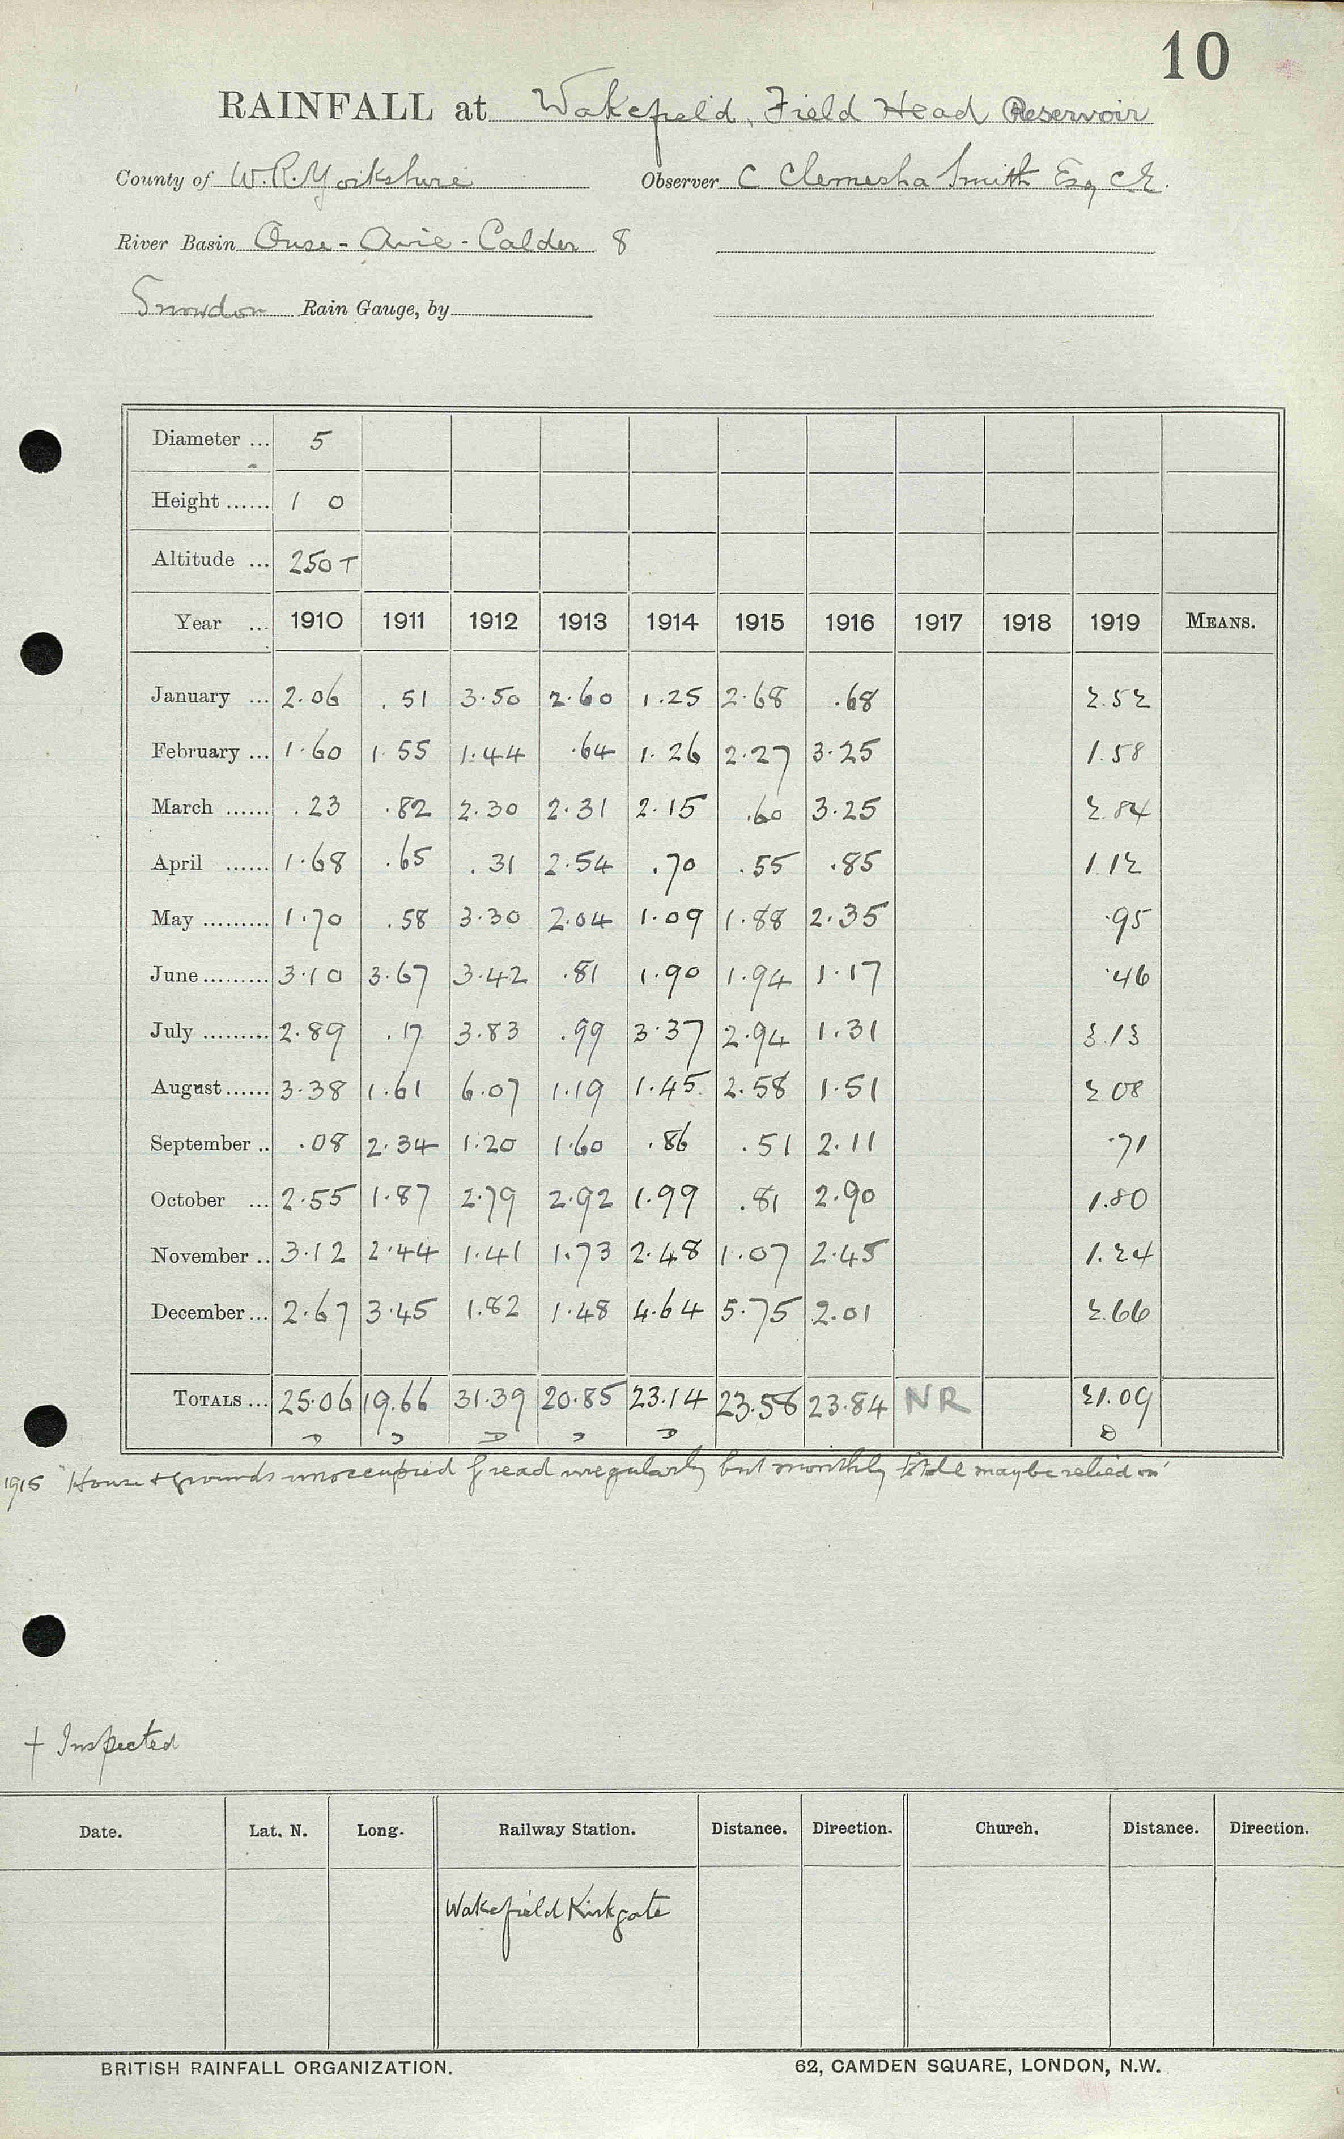 10
RAINFALL at Wakefield, Field Head Reservoir
County of W.R. Yorkshire Observer C Clemesha Smith Esq CE.
River Basin Ouse - Aire - Calder 8
Snowdon Rain Gauge, by
Diameter ... 5
Height ...... 1 0
Altitude ... 250 T
Year ... 1910 1911 1912 1913 1914 1915 1916 1917 1918 1919 MEANS.
January ... 2.06 .51 3.50 2.60 1.25 2.68 .68 2.52
February ... 1.60 1.55 1.44 .64 1.26 2.27 3.25 1.58
March ...... .23 .82 2.30 2.31 2.15 .60 3.25 2.84
April ...... 1.68 .65 .31 2.54 .70 .55 .85 1.12
May ......... 1.70 .58 3.30 2.04 1.09 1.88 2.35 .95
June ......... 3.10 3.67 3.42 .81 1.90 1.94 1.17 .46
July ......... 2.89 .17 3.83 .99 3.37 2.94 1.31 3.13
August ...... 3.38 1.61 6.07 1.19 1.45 2.58 1.51 2 08
September .. .08 2.34 1.20 1.60 .86 .51 2.11 .71
October ... 2.55 1.87 2.79 2.92 1.99 .81 2.90 1.80
November .. 3.12 2.44 1.41 1.73 2.48 1.07 2.45 1.24
December ... 2.67 3.45 1.82 1.48 4.64 5.75 2.01 2.66
TOTALS ... 25.06 19.66 31.39 20.85 23.14 23.58 23.84 NR 21.09
D D D D D D
1915 "House & grounds unoccupied & read irregularly but monthly totals may be relied on"
† Inspected
Date. Lat. N. Long. Railway Station. Distance. Direction. Church. Distance. Direction.
Wakefield Kirkgate
BRITISH RAINFALL ORGANIZATION. 62, CAMDEN SQUARE, LONDON, N.W.